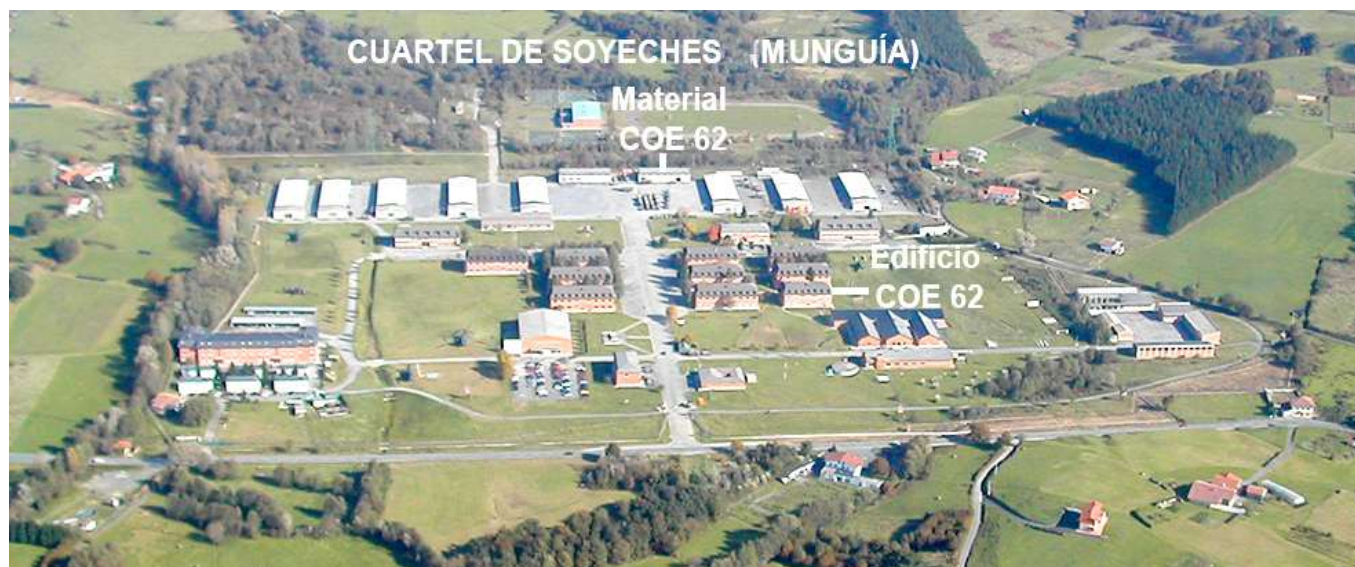 CUARTEL DE SOYECHES (MUNGUÍA)
Material
COE 62
Edificio
COE 62